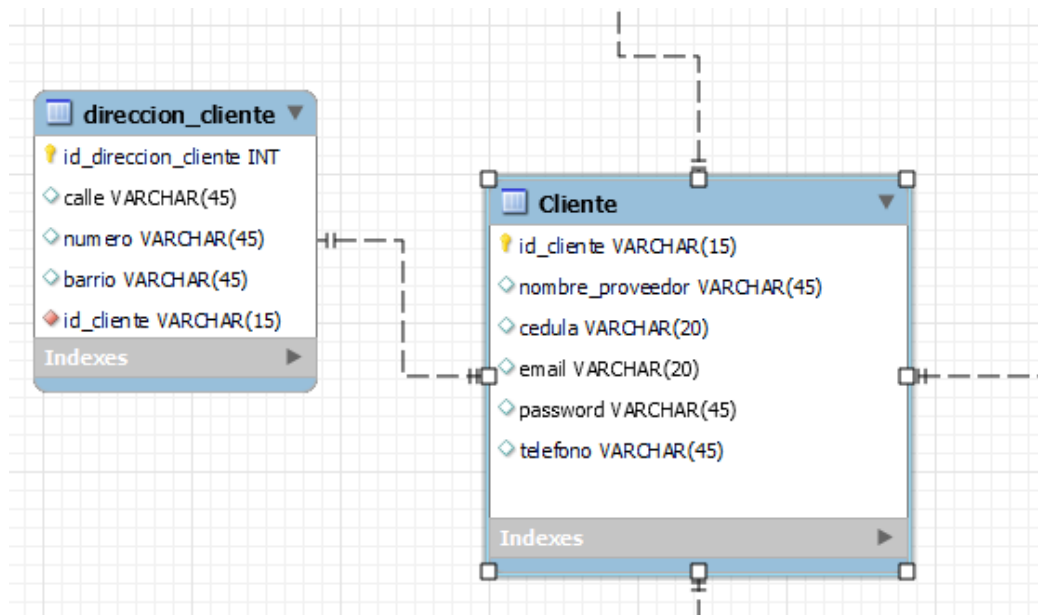 direccion_cliente
id_direccion_cliente INT
calle VARCHAR(45)
numero VARCHAR(45)
barrio VARCHAR(45)
id_cliente VARCHAR(15)
Indexes
Cliente
id_cliente VARCHAR(15)
nombre_proveedor VARCHAR(45)
cedula VARCHAR(20)
email VARCHAR(20)
password VARCHAR(45)
telefono VARCHAR(45)
Indexes